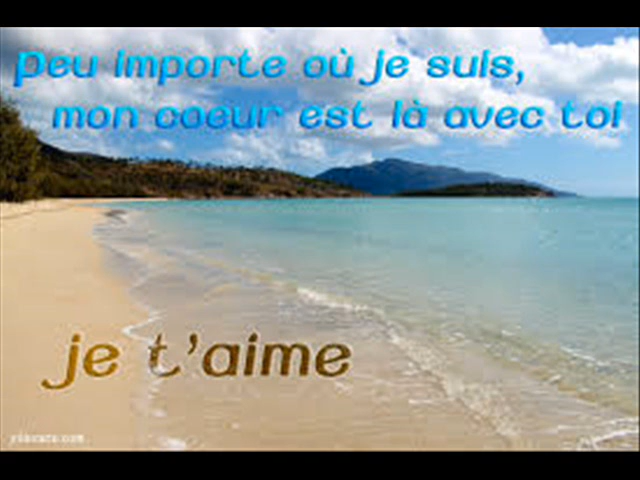 Peu importe où je suis,
mon coeur est là avec toi
je t'aime